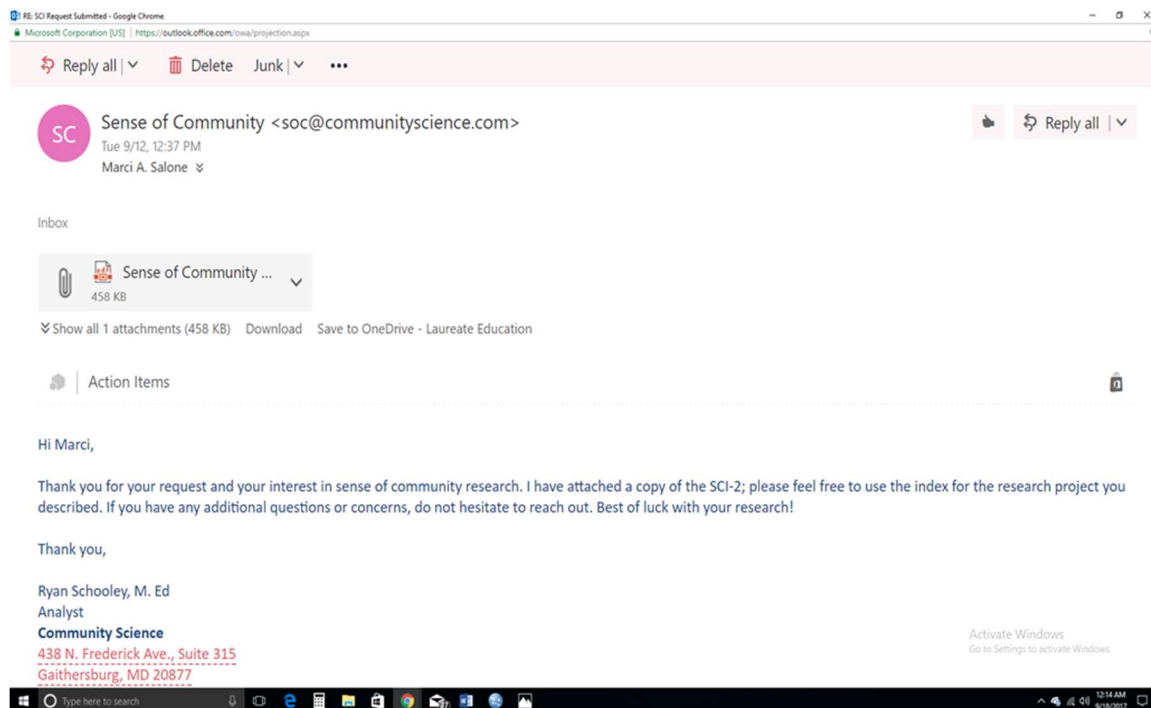 RE: SCI Request Submitted - Google Chrome
Microsoft Corporation [US] | https://outlook.office.com/owa/projection.aspx
Reply all | Delete Junk | •••
SC
Sense of Community <soc@communityscience.com>
Reply all |
Tue 9/12, 12:37 PM
Marci A. Salone
Inbox
Sense of Community ...
458 KB
Show all 1 attachments (458 KB) Download Save to OneDrive - Laureate Education
Action Items
Hi Marci,
Thank you for your request and your interest in sense of community research. I have attached a copy of the SCI-2; please feel free to use the index for the research project you
described. If you have any additional questions or concerns, do not hesitate to reach out. Best of luck with your research!
Thank you,
Ryan Schooley, M. Ed
Analyst
Community Science
438 N. Frederick Ave., Suite 315
Gaithersburg, MD 20877
Activate Windows
Go to Settings to activate Windows.
Type here to search
12:14 AM
9/18/2017